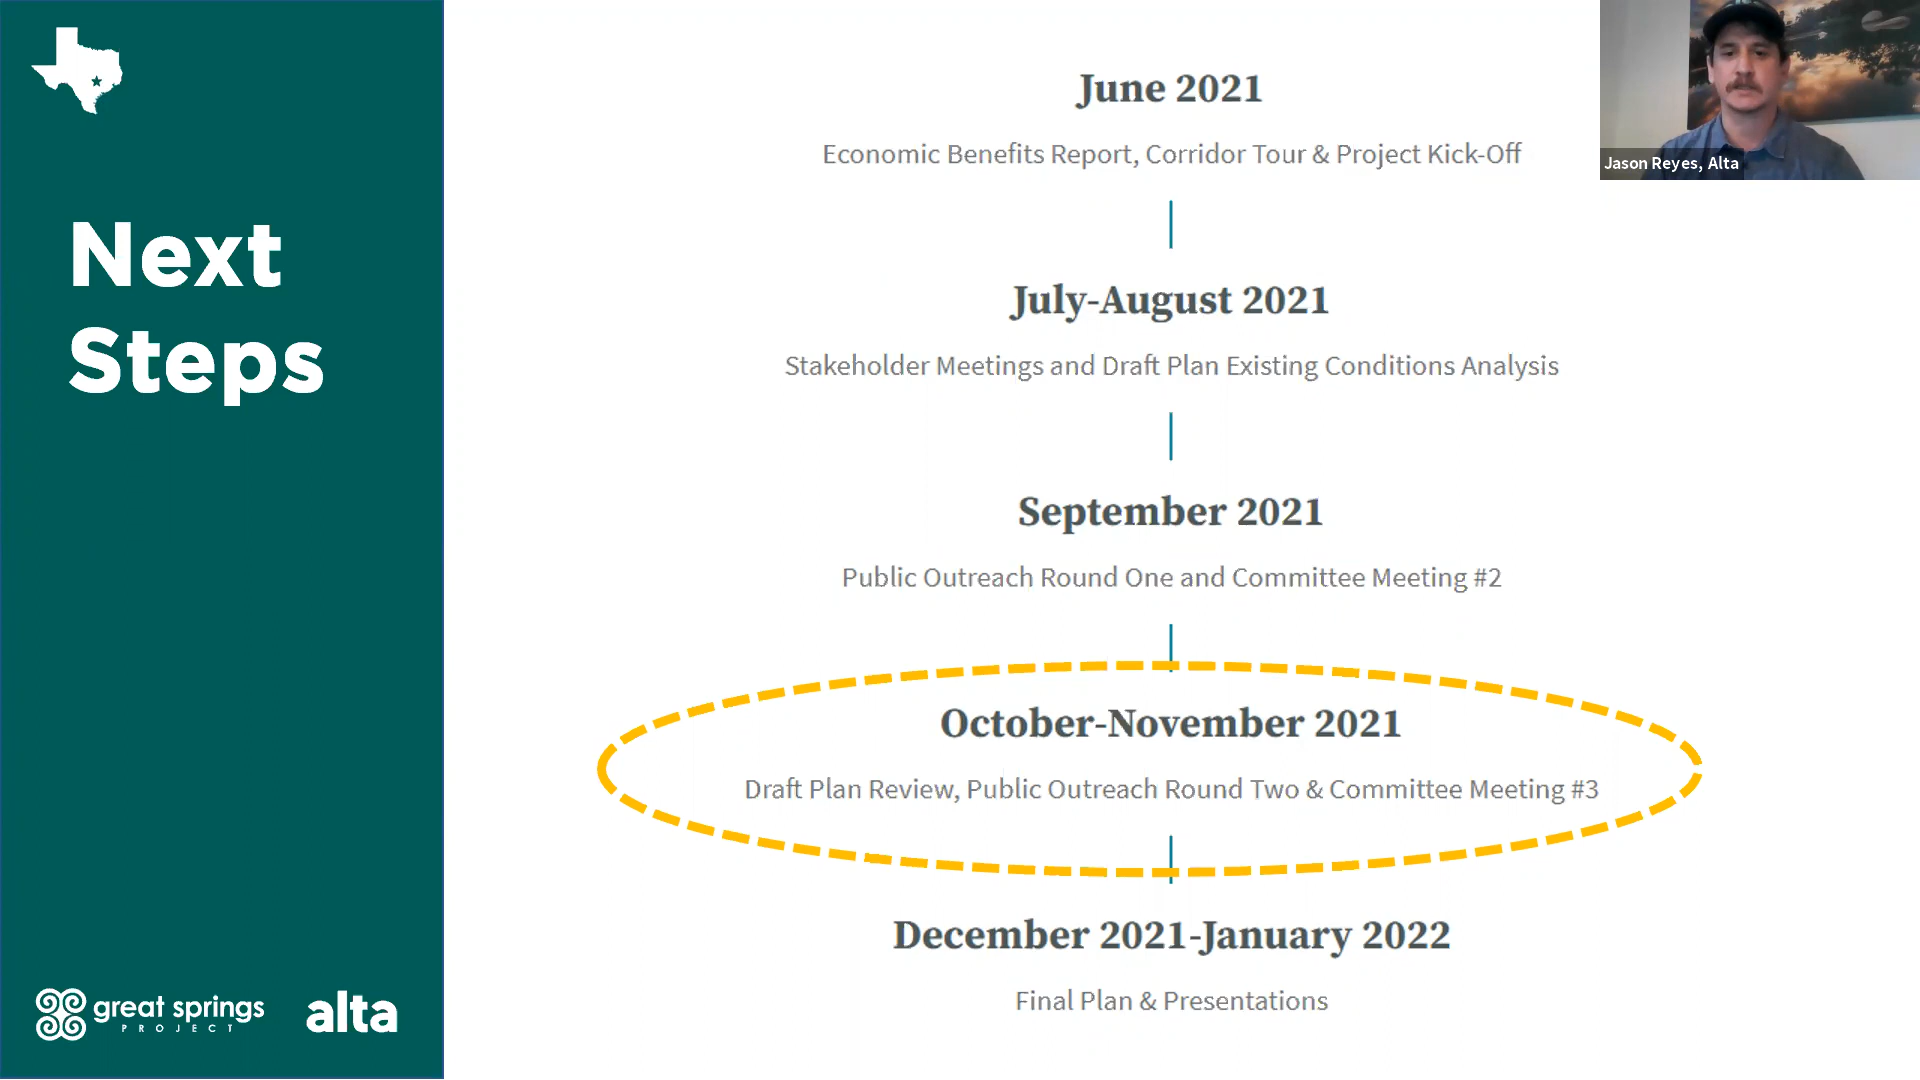 Next
Steps
great springs
PROJECT
alta
June 2021
Economic Benefits Report, Corridor Tour & Project Kick-Off
July-August 2021
Stakeholder Meetings and Draft Plan Existing Conditions Analysis
September 2021
Public Outreach Round One and Committee Meeting #2
October-November 2021
Draft Plan Review, Public Outreach Round Two & Committee Meeting #3
December 2021-January 2022
Final Plan & Presentations
Jason Reyes, Alta